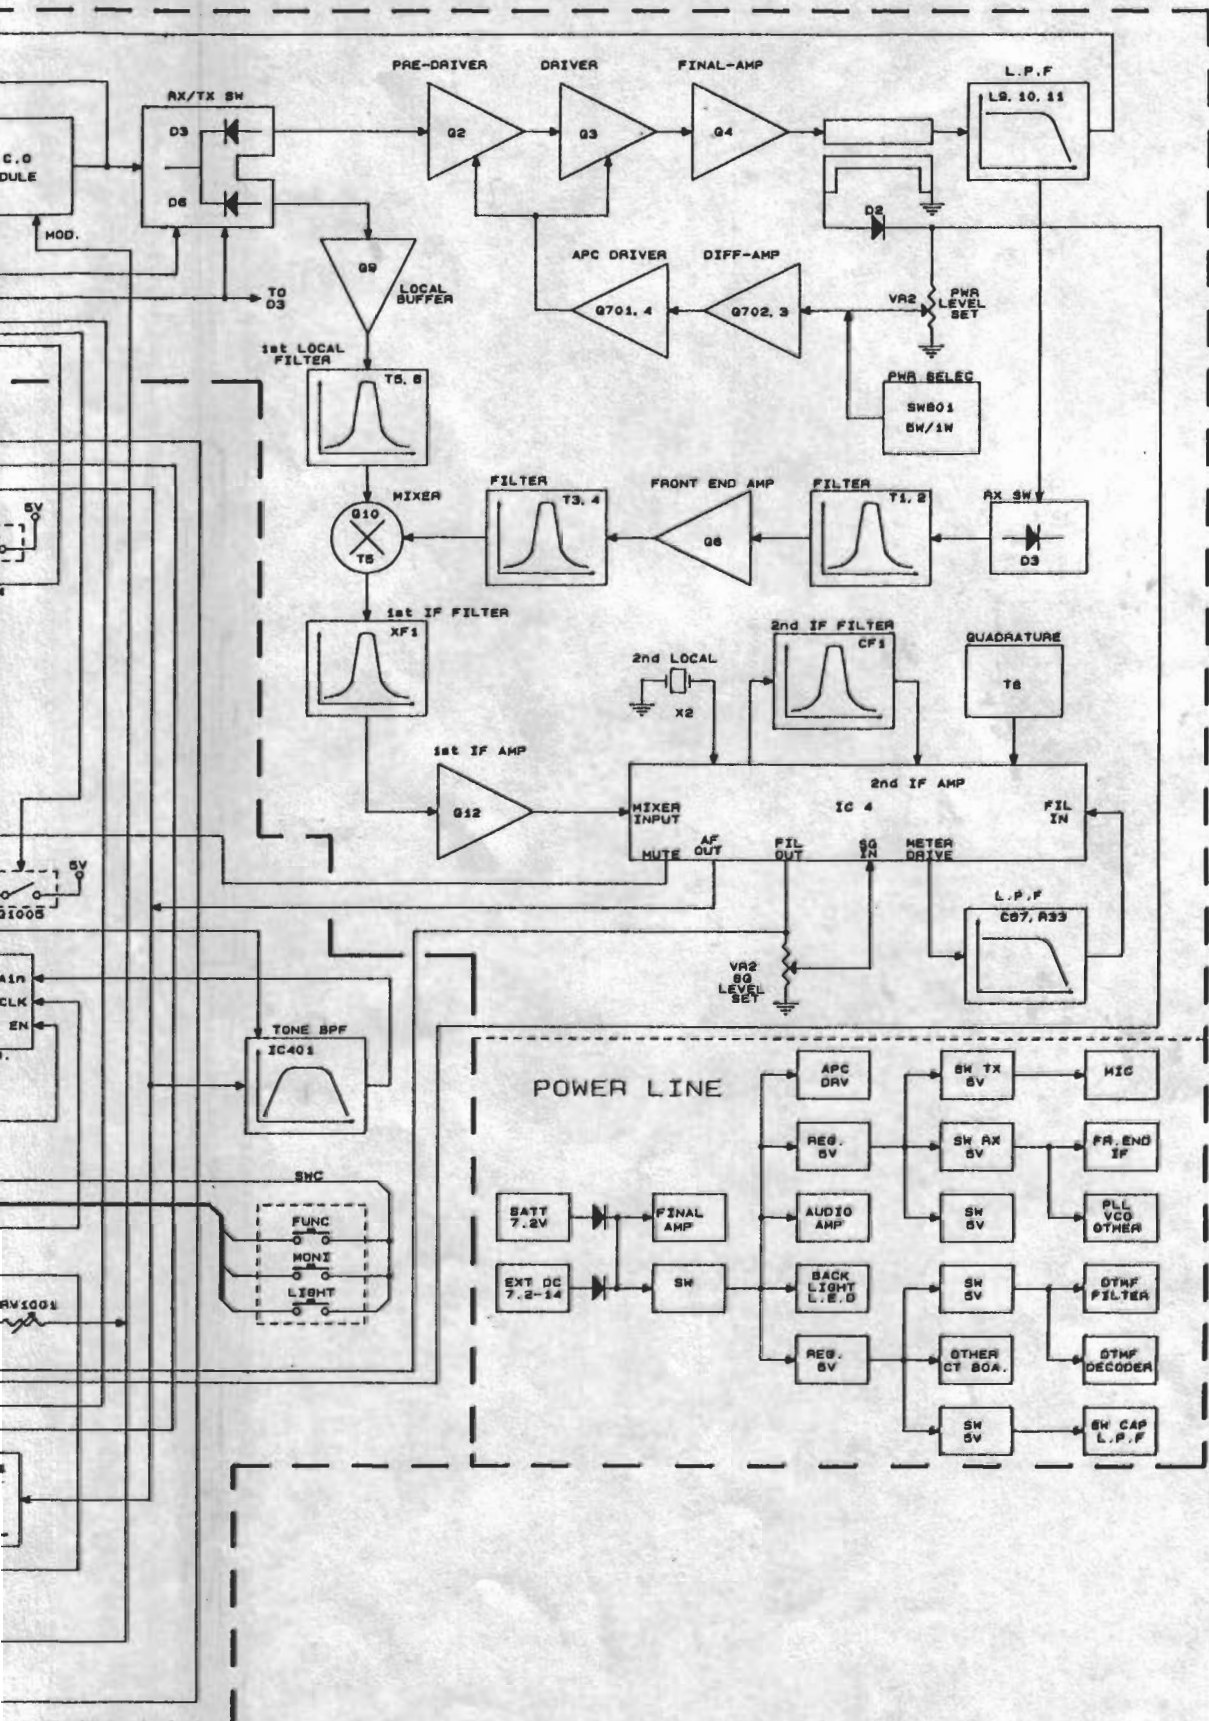 PRE-DRIVER
DRIVER
FINAL-AMP
L.P.F
RX/TX SW
L9, 10, 11
D3
Q2
Q3
Q4
C.O
DULE
D6
MOD.
D2
Q9
APC DRIVER
DIFF-AMP
LOCAL
BUFFER
TO
D3
Q701, 4
Q702, 3
VR2
PWR
LEVEL
SET
1st LOCAL
FILTER
T5, 6
PWR SELEC
SW801
5W/1W
FILTER
T3, 4
FRONT END AMP
FILTER
T1, 2
RX SW
MIXER
Q10
T5
Q6
D3
5V
1st IF FILTER
XF1
2nd LOCAL
X2
2nd IF FILTER
CF1
QUADRATURE
T8
1st IF AMP
Q12
2nd IF AMP
MIXER
INPUT
IC 4
FIL
IN
MUTE
AF
OUT
FIL
OUT
SQ
IN
METER
DRIVE
5V
Q1005
L.P.F
C67, R33
VR2
SQ
LEVEL
SET
Ain
CLK
EN
TONE BPF
IC401
POWER LINE
APC
DRV
SW TX
5V
MIC
REG.
5V
SW RX
5V
FR.END
IF
SWC
BATT
7.2V
FINAL
AMP
AUDIO
AMP
SW
5V
PLL
VCO
OTHER
FUNC
MONI
LIGHT
EXT DC
7.2-14
SW
BACK
LIGHT
L.E.D
SW
5V
DTMF
FILTER
RV1001
REG.
5V
OTHER
CT BOA.
DTMF
DECODER
SW
5V
SW CAP
L.P.F